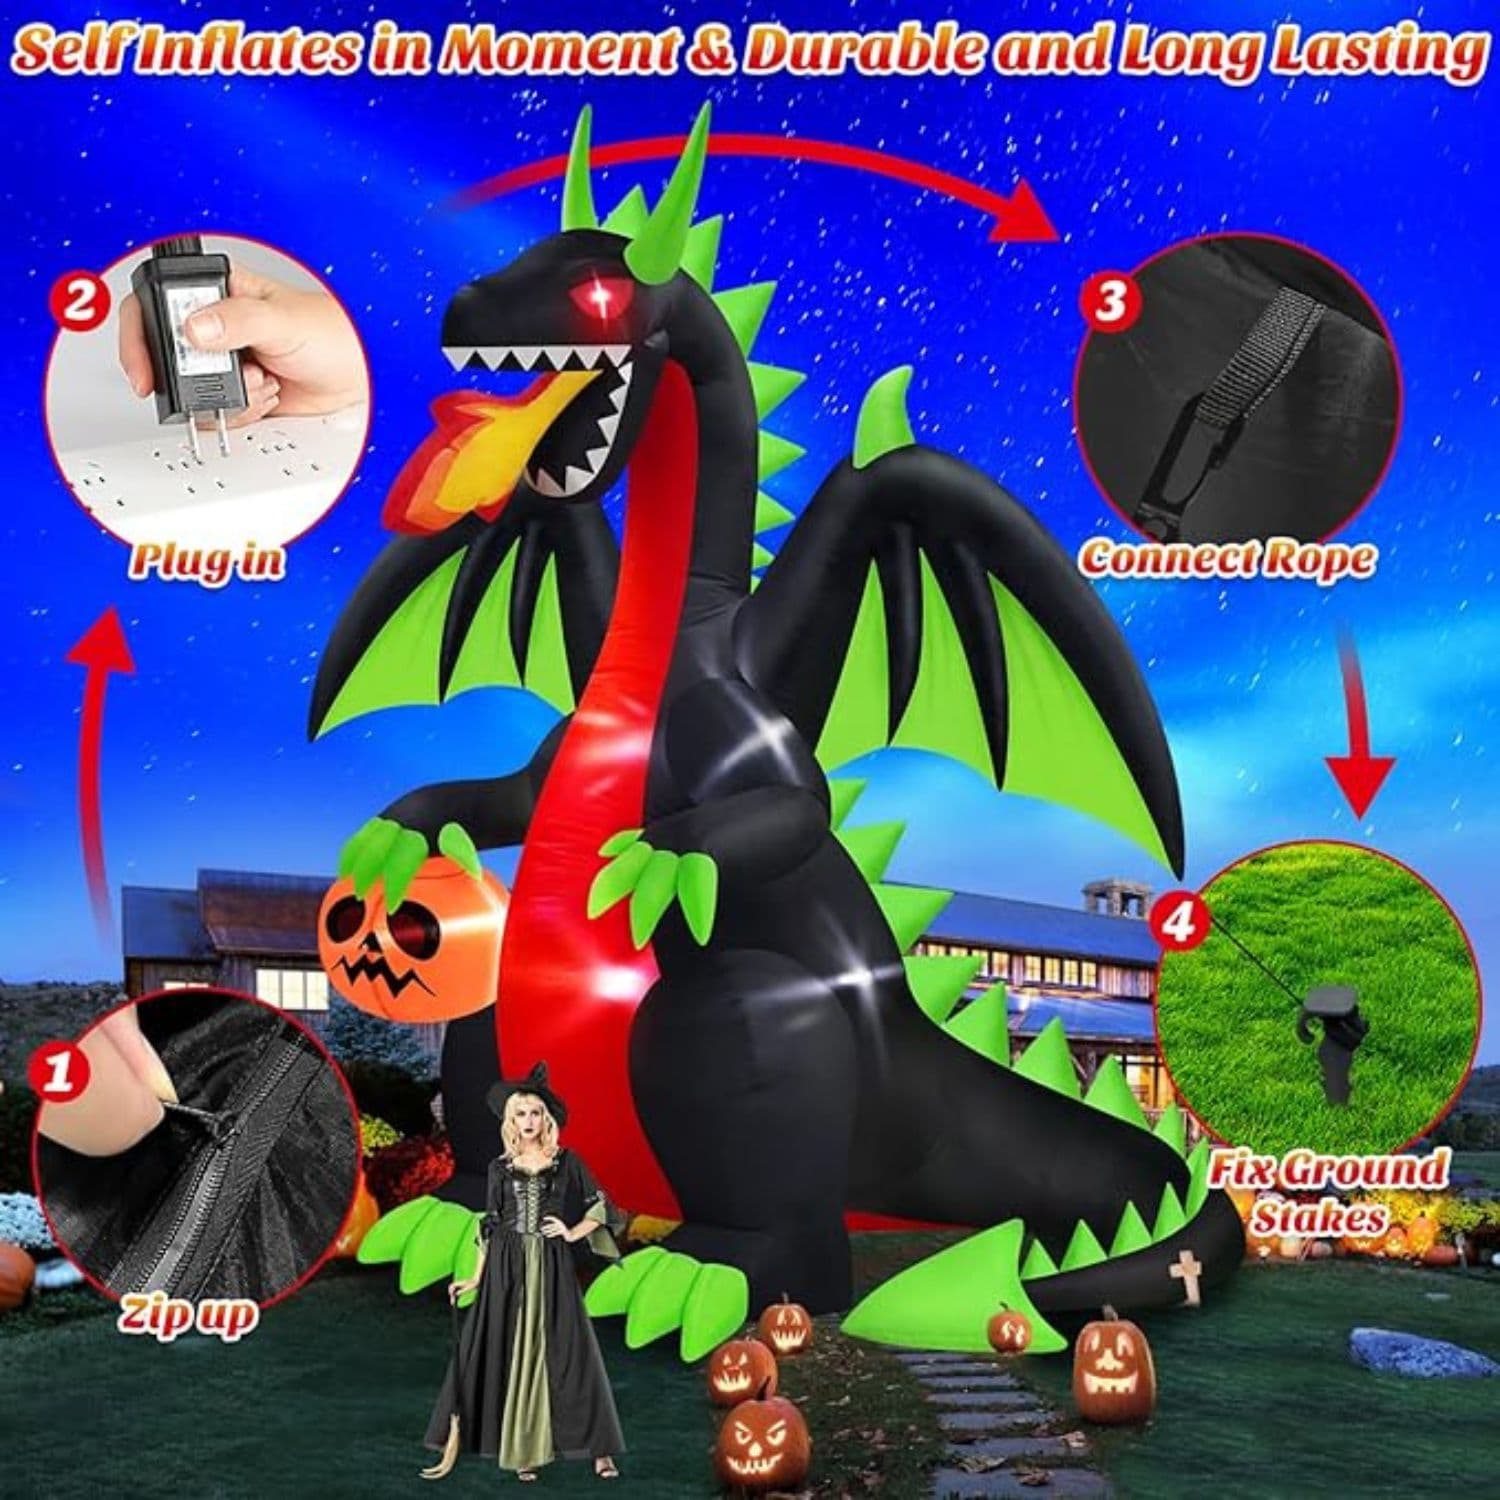 Self Inflates in Moment & Durable and Long Lasting
2
Plug in
3
Connect Rope
1
Zip up
4
Fix Ground
Stakes